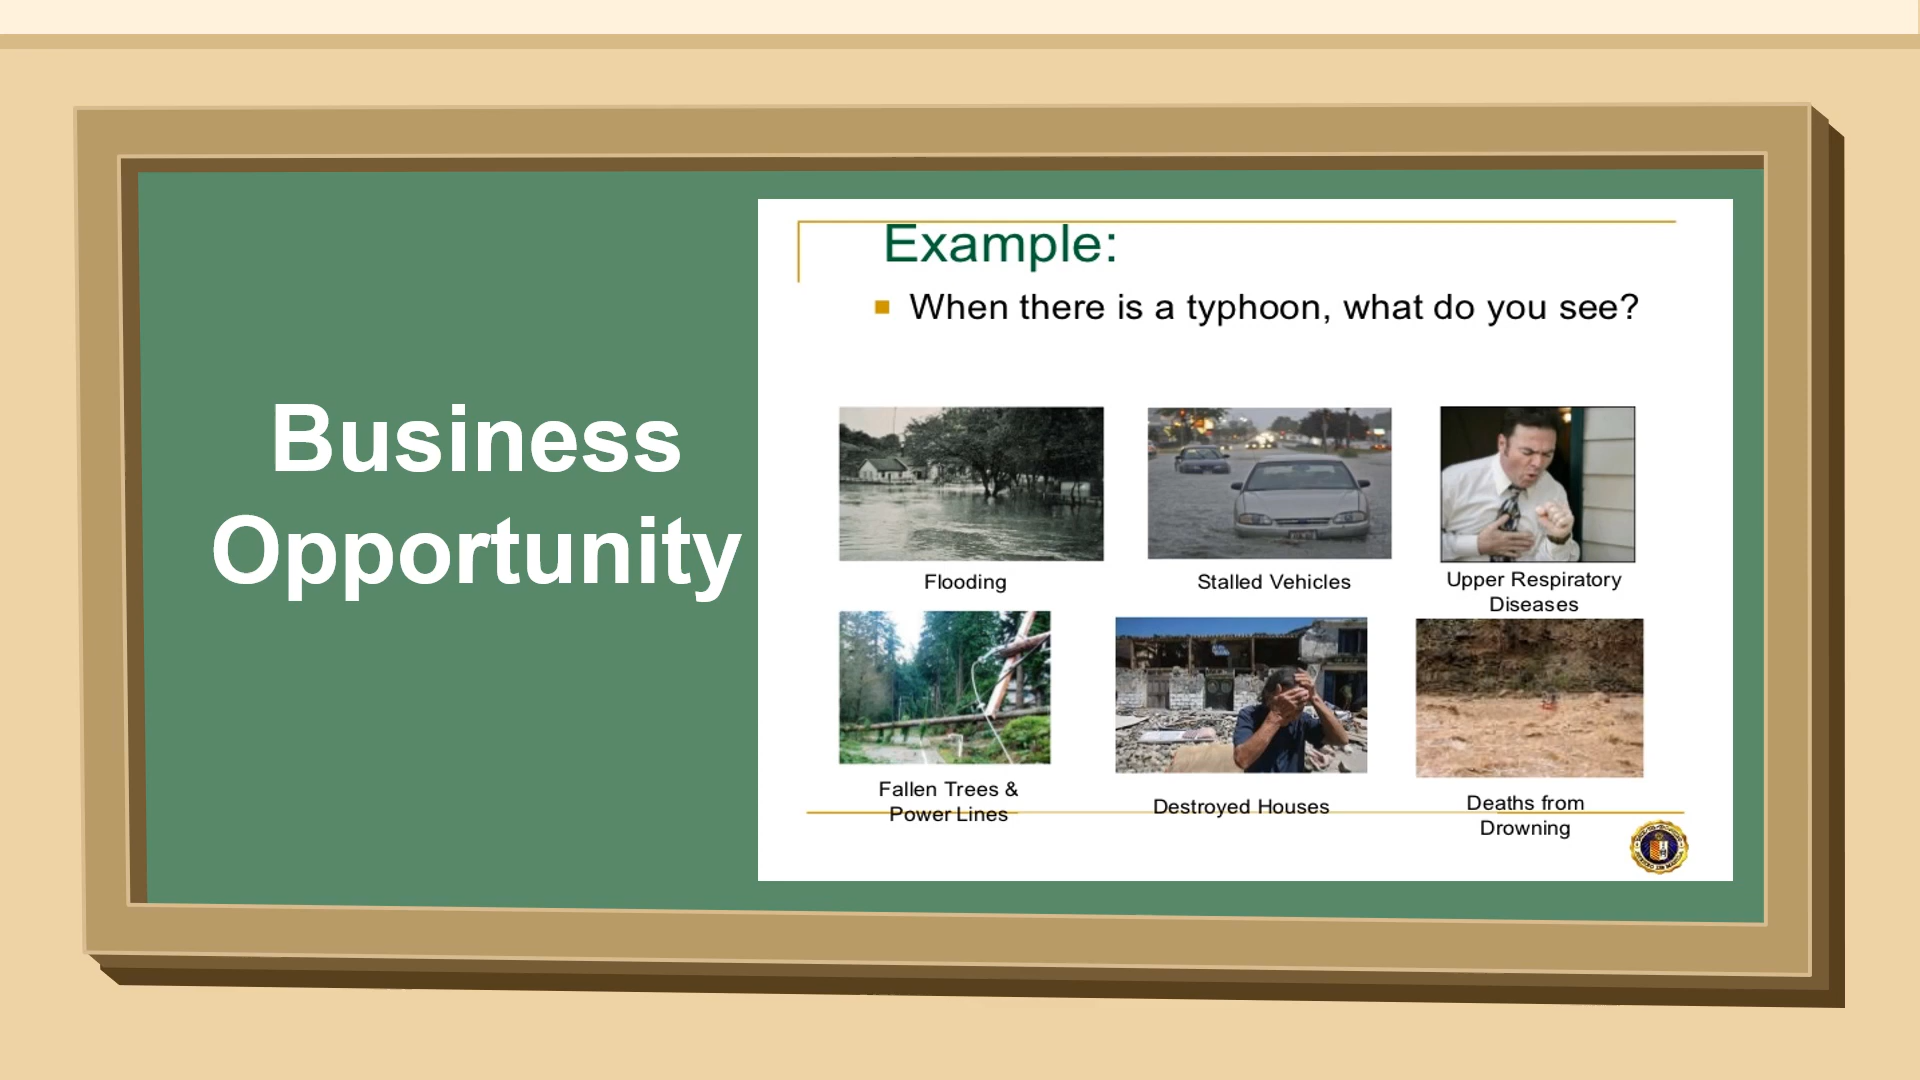 Business
Opportunity
Example:
When there is a typhoon, what do you see?
Flooding
Stalled Vehicles
Upper Respiratory
Diseases
Fallen Trees &
Power Lines
Destroyed Houses
Deaths from
Drowning